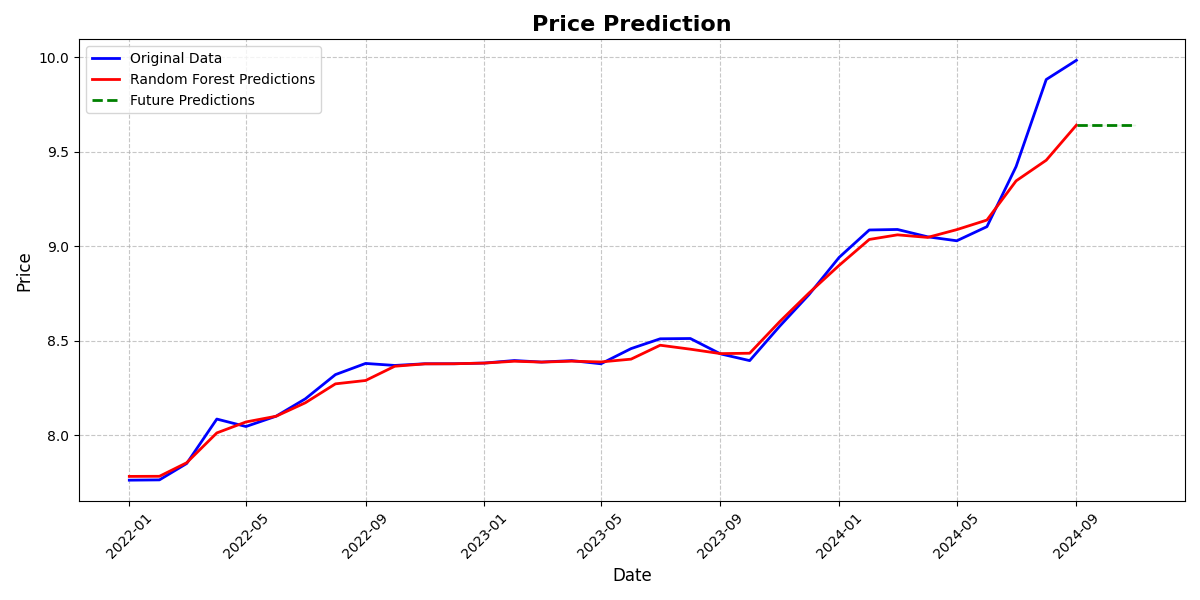 Price Prediction
Original Data
Random Forest Predictions
Future Predictions
10.0
9.5
9.0
8.5
8.0
Price
2022-01
2022-05
2022-09
2023-01
2023-05
2023-09
2024-01
2024-05
2024-09
Date